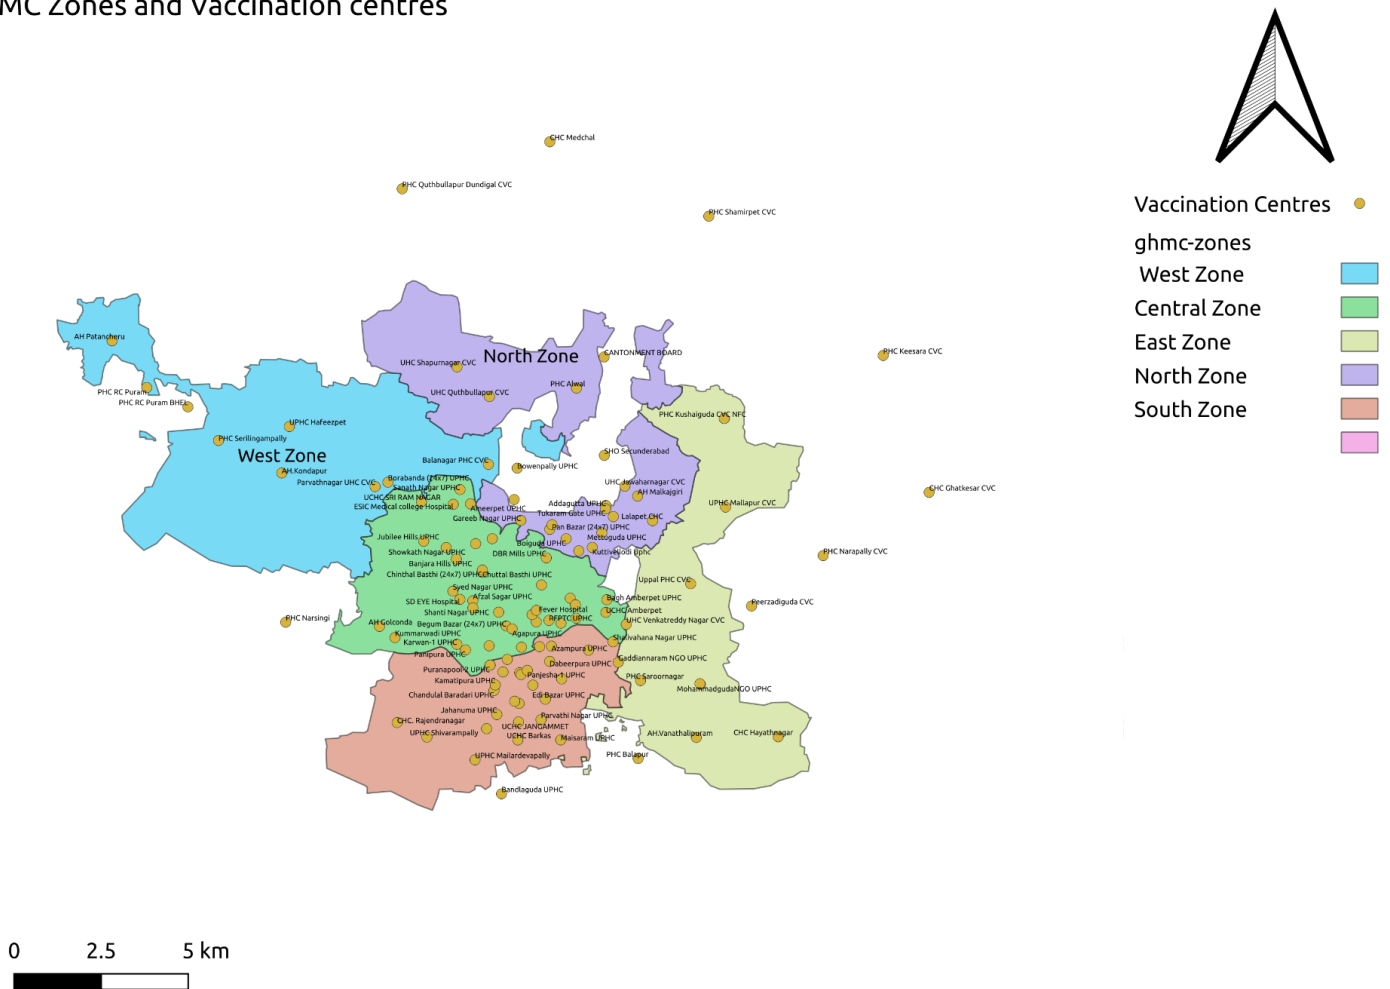 MC Zones and Vaccination centres
CHC Medchal
PHC Quthbullapur Dundigal CVC
PHC Shamirpet CVC
Vaccination Centres
ghmc-zones
West Zone
Central Zone
East Zone
North Zone
South Zone
AH Patancheru
North Zone
CANTONMENT BOARD
PHC Keesara CVC
UHC Shapurnagar CVC
PHC Alwal
PHC RC Puram
UHC Quthbullapur CVC
PHC RC Puram BHEL
PHC Kushaiguda CVC NFC
UPHC Hafeezpet
PHC Serilingampally
West Zone
SHO Secunderabad
Balanagar PHC CVC
Bowenpally UPHC
AH Kondapur
Parvathnagar UHC CVC
Borabanda (24x7) UPHC
UHC Jawaharnagar CVC
Sanath Nagar UPHC
CHC Ghatkesar CVC
AH Malkajgiri
UCHC SRI RAM NAGAR
ESIC Medical college Hospital
Ameerpet UPHC
Addagutta UPHC
UPHC Mallapur CVC
Tukaram Gate UPHC
Lalapet CHC
Gareeb Nagar UPHC
Pan Bazar (24x7) UPHC
Jubilee Hills UPHC
Mettuguda UPHC
Boiguda UPHC
Showkath Nagar UPHC
DBR Mills UPHC
Kuttivellodi Uphc
PHC Narapally CVC
Banjara Hills UPHC
Chinthal Basthi (24x7) UPHC
Chuttal Basthi UPHC
Uppal PHC CVC
Syed Nagar UPHC
SD EYE Hospital
Afzal Sagar UPHC
Bagh Amberpet UPHC
Peerzadiguda CVC
Shanti Nagar UPHC
Fever Hospital
UCHC Amberpet
PHC Narsingi
AH Golconda
Begum Bazar (24x7) UPHC
RFPTC UPHC
UHC Venkatreddy Nagar CVC
Kummarwadi UPHC
Agapura UPHC
Shalivahana Nagar UPHC
Karwan-1 UPHC
Azampura UPHC
Panipura UPHC
Gaddiannaram NGO UPHC
Puranapool-2 UPHC
Dabeerpura UPHC
Kamatipura UPHC
Panjesha-1 UPHC
PHC Saroornagar
MohammadgudaNGO UPHC
Chandulal Baradari UPHC
Edi Bazar UPHC
Jahanuma UPHC
Parvathi Nagar UPHC
CHC. Rajendranagar
UCHC JANGAMMET
UPHC Shivarampally
UCHC Barkas
Maisaram UPHC
AH.Vanathalipuram
CHC Hayathnagar
UPHC Mailardevapally
PHC Balapur
Bandlaguda UPHC
0 2.5 5 km